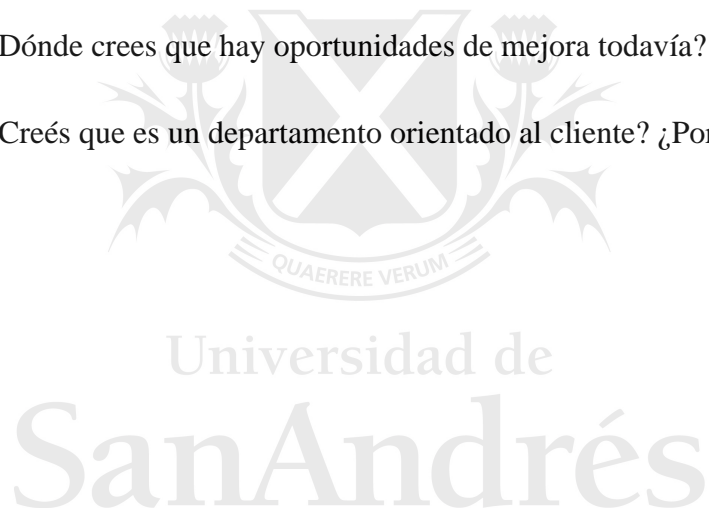 Dónde crees que hay oportunidades de mejora todavía?
Creés que es un departamento orientado al cliente?
QUAERERE VERUM
Universidad de
SanAndrés